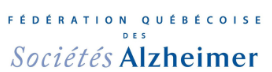 FÉDÉRATION QUÉBÉCOISE
DES
Sociétés Alzheimer